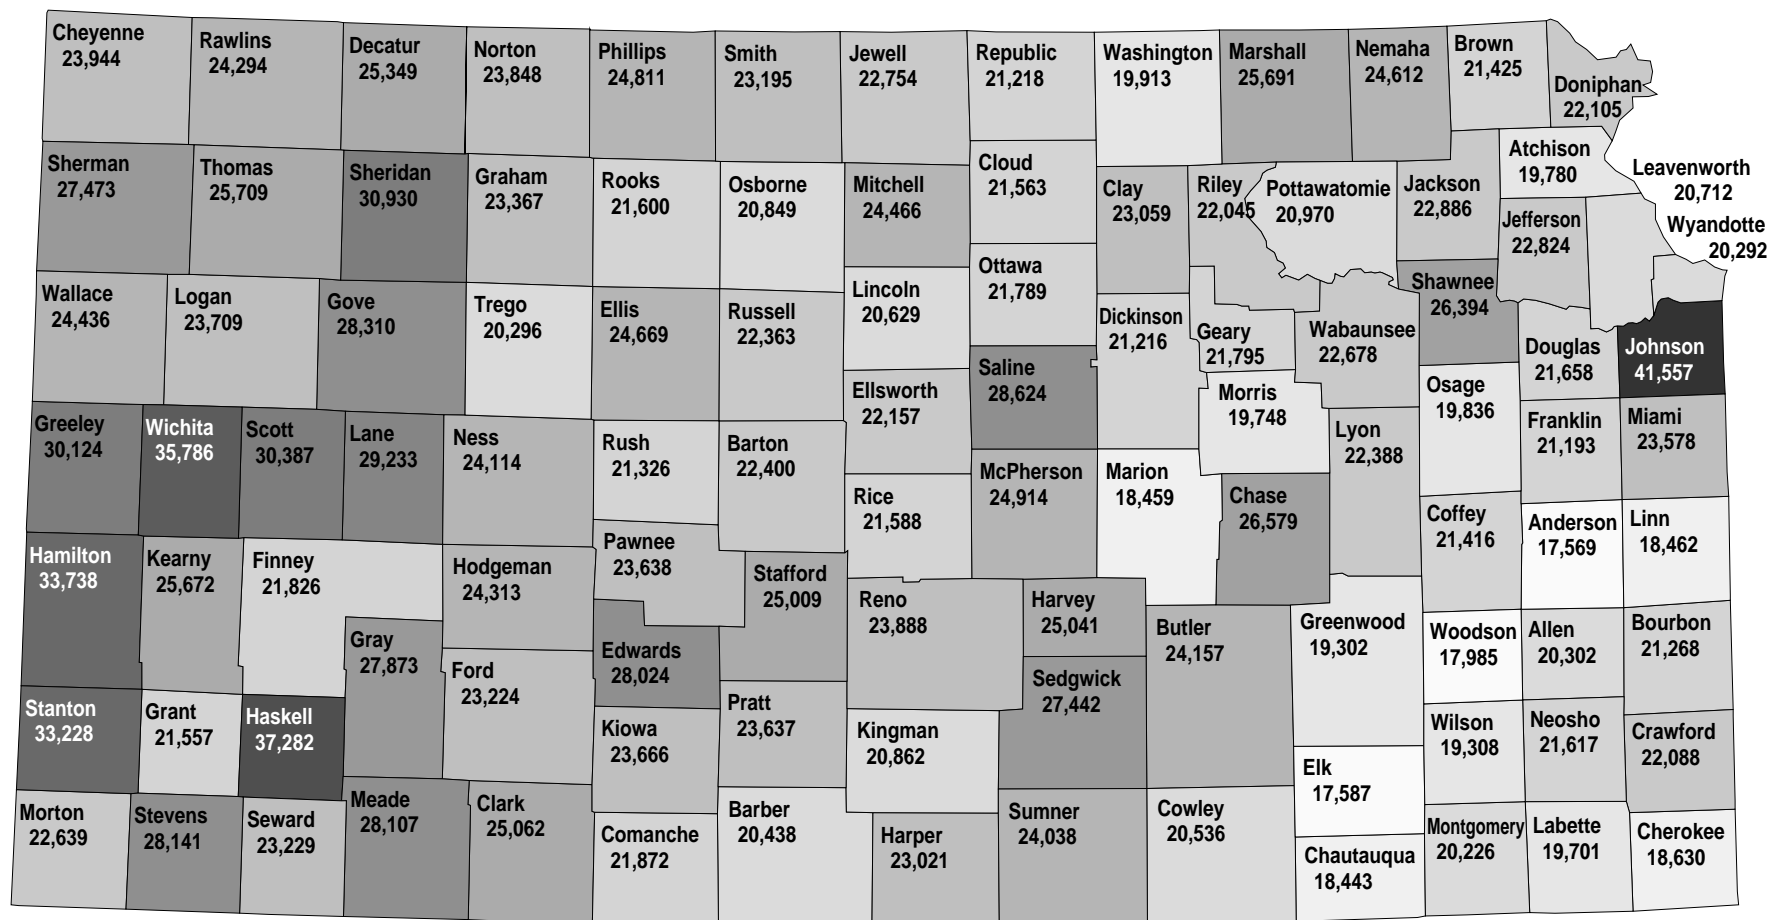 Cheyenne
23,944
Rawlins
24,294
Decatur
25,349
Norton
23,848
Phillips
24,811
Smith
23,195
Jewell
22,754
Republic
21,218
Washington
19,913
Marshall
25,691
Nemaha
24,612
Brown
21,425
Doniphan
22,105
Sherman
27,473
Thomas
25,709
Sheridan
30,930
Graham
23,367
Rooks
21,600
Osborne
20,849
Mitchell
24,466
Cloud
21,563
Clay
23,059
Riley
22,045
Pottawatomie
20,970
Jackson
22,886
Atchison
19,780
Leavenworth
20,712
Jefferson
22,824
Wyandotte
20,292
Wallace
24,436
Logan
23,709
Gove
28,310
Trego
20,296
Ellis
24,669
Russell
22,363
Lincoln
20,629
Ottawa
21,789
Dickinson
21,216
Geary
21,795
Wabaunsee
22,678
Shawnee
26,394
Douglas
21,658
Johnson
41,557
Ellsworth
22,157
Saline
28,624
Morris
19,748
Osage
19,836
Greeley
30,124
Wichita
35,786
Scott
30,387
Lane
29,233
Ness
24,114
Rush
21,326
Barton
22,400
Rice
21,588
McPherson
24,914
Marion
18,459
Chase
26,579
Lyon
22,388
Franklin
21,193
Miami
23,578
Coffey
21,416
Anderson
17,569
Linn
18,462
Hamilton
33,738
Kearny
25,672
Finney
21,826
Hodgeman
24,313
Pawnee
23,638
Stafford
25,009
Reno
23,888
Harvey
25,041
Butler
24,157
Greenwood
19,302
Woodson
17,985
Allen
20,302
Bourbon
21,268
Gray
27,873
Ford
23,224
Edwards
28,024
Sedgwick
27,442
Stanton
33,228
Grant
21,557
Haskell
37,282
Kiowa
23,666
Pratt
23,637
Kingman
20,862
Elk
17,587
Wilson
19,308
Neosho
21,617
Crawford
22,088
Morton
22,639
Stevens
28,141
Seward
23,229
Meade
28,107
Clark
25,062
Comanche
21,872
Barber
20,438
Harper
23,021
Sumner
24,038
Cowley
20,536
Chautauqua
18,443
Montgomery
20,226
Labette
19,701
Cherokee
18,630